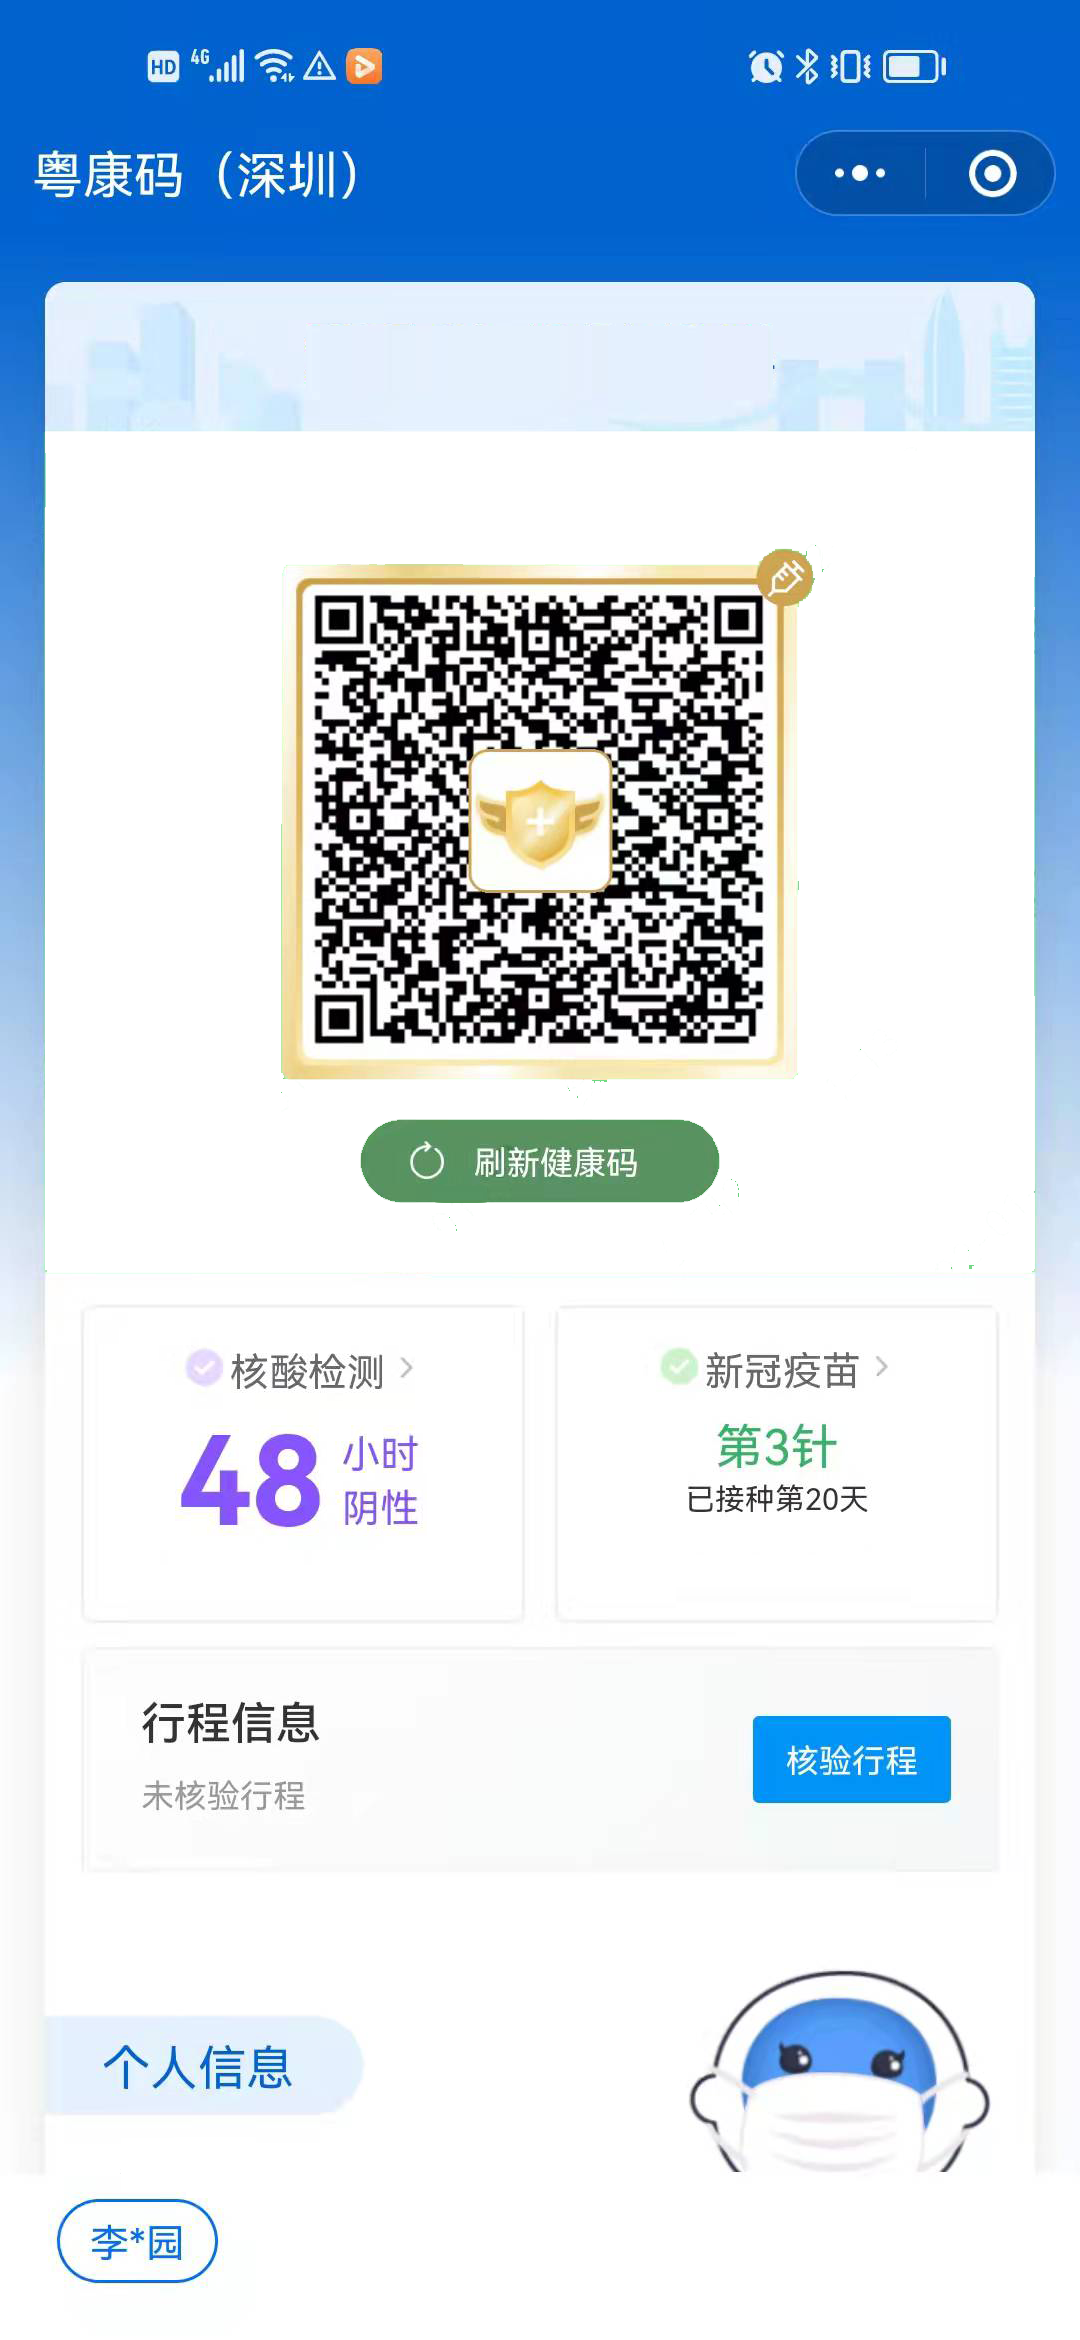 HD 4G
粤康码（深圳）
刷新健康码
核酸检测
48 小时
阴性
新冠疫苗
第3针
已接种第20天
行程信息
未核验行程
核验行程
个人信息
李*园